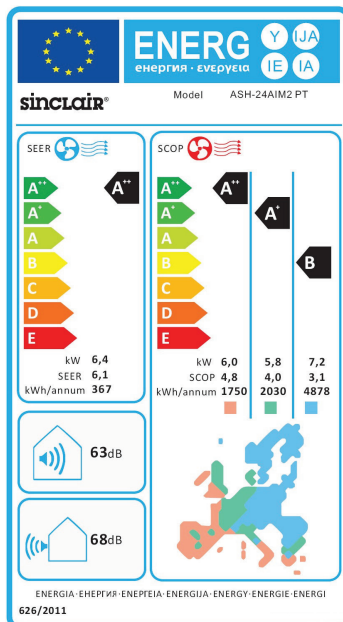 ENERG Y IJA
енергия · ενεργεια IE IA
sinclair®
Model ASH-24AIM2 PT
SEER
A++
A+
A
B
C
D
E
A++
kW 6,4
SEER 6,1
kWh/annum 367
SCOP
A++
A+
A
B
C
D
E
A++
A+
B
kW 6,0 5,8 7,2
SCOP 4,8 4,0 3,1
kWh/annum 1750 2030 4878
63dB
68dB
ENERGIA·ЕНЕРГИЯ·ΕΝΕΡΓΕΙΑ·ENERGIJA·ENERGY·ENERGIE·ENERGI
626/2011